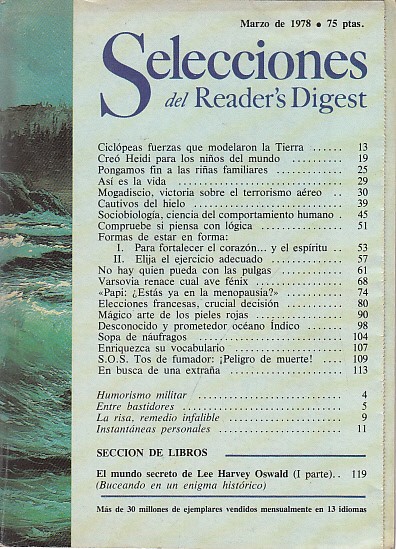 Marzo de 1978 • 75 ptas.
Selecciones
del Reader's Digest
Ciclópeas fuerzas que modelaron la Tierra ...... 13
Creó Heidi para los niños del mundo .......... 19
Pongamos fin a las riñas familiares ........... 25
Así es la vida ........................ 29
Mogadiscio, victoria sobre el terrorismo aéreo .. 30
Cautivos del hielo ...................... 39
Sociobiología, ciencia del comportamiento humano . 45
Compruebe si piensa con lógica .............. 51
Formas de estar en forma:
I. Para fortalecer el corazón... y el espíritu .. 53
II. Elija el ejercicio adecuado ............. 57
No hay quien pueda con las pulgas ........... 61
Varsovia renace cual ave fénix .............. 68
«Papi: ¿Estás ya en la menopausia?» .......... 74
Elecciones francesas, crucial decisión .......... 80
Mágico arte de los pieles rojas .............. 90
Desconocido y prometedor océano Indico ....... 98
Sopa de náufragos ...................... 104
Enriquezca su vocabulario ................. 107
S.O.S. Tos de fumador: ¡Peligro de muerte! .... 109
En busca de una extraña .................. 113
Humorismo militar ...................... 4
Entre bastidores ........................ 5
La risa, remedio infalible .................. 9
Instantáneas personales ................... 11
SECCION DE LIBROS
El mundo secreto de Lee Harvey Oswald (I parte).. 119
(Buceando en un enigma histórico)
Más de 30 millones de ejemplares vendidos mensualmente en 13 idiomas